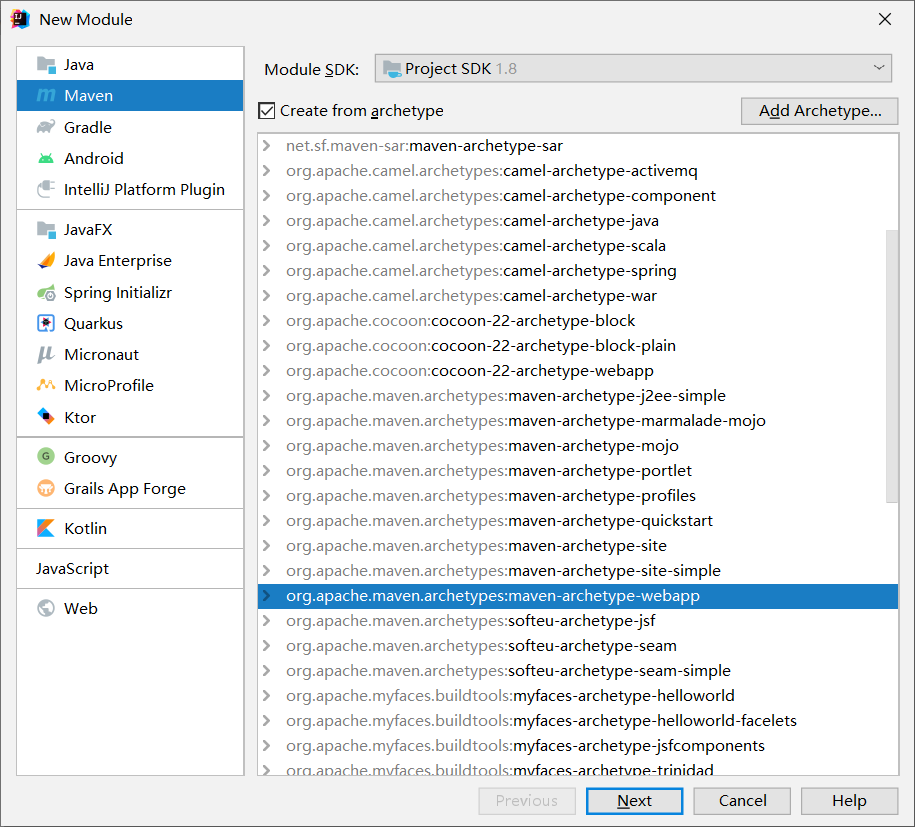 New Module
Java
Maven
Gradle
Android
IntelliJ Platform Plugin
JavaFX
Java Enterprise
Spring Initializr
Quarkus
Micronaut
MicroProfile
Ktor
Groovy
Grails App Forge
Kotlin
JavaScript
Web
Module SDK: Project SDK 1.8
Create from archetype Add Archetype...
net.sf.maven-sar:maven-archetype-sar
org.apache.camel.archetypes:camel-archetype-activemq
org.apache.camel.archetypes:camel-archetype-component
org.apache.camel.archetypes:camel-archetype-java
org.apache.camel.archetypes:camel-archetype-scala
org.apache.camel.archetypes:camel-archetype-spring
org.apache.camel.archetypes:camel-archetype-war
org.apache.cocoon:cocoon-22-archetype-block
org.apache.cocoon:cocoon-22-archetype-block-plain
org.apache.cocoon:cocoon-22-archetype-webapp
org.apache.maven.archetypes:maven-archetype-j2ee-simple
org.apache.maven.archetypes:maven-archetype-marmalade-mojo
org.apache.maven.archetypes:maven-archetype-mojo
org.apache.maven.archetypes:maven-archetype-portlet
org.apache.maven.archetypes:maven-archetype-profiles
org.apache.maven.archetypes:maven-archetype-quickstart
org.apache.maven.archetypes:maven-archetype-site
org.apache.maven.archetypes:maven-archetype-site-simple
org.apache.maven.archetypes:maven-archetype-webapp
org.apache.maven.archetypes:softeu-archetype-jsf
org.apache.maven.archetypes:softeu-archetype-seam
org.apache.maven.archetypes:softeu-archetype-seam-simple
org.apache.myfaces.buildtools:myfaces-archetype-helloworld
org.apache.myfaces.buildtools:myfaces-archetype-helloworld-facelets
org.apache.myfaces.buildtools:myfaces-archetype-jsfcomponents
org.apache.myfaces.buildtools:myfaces-archetype-trinidad
Previous Next Cancel Help